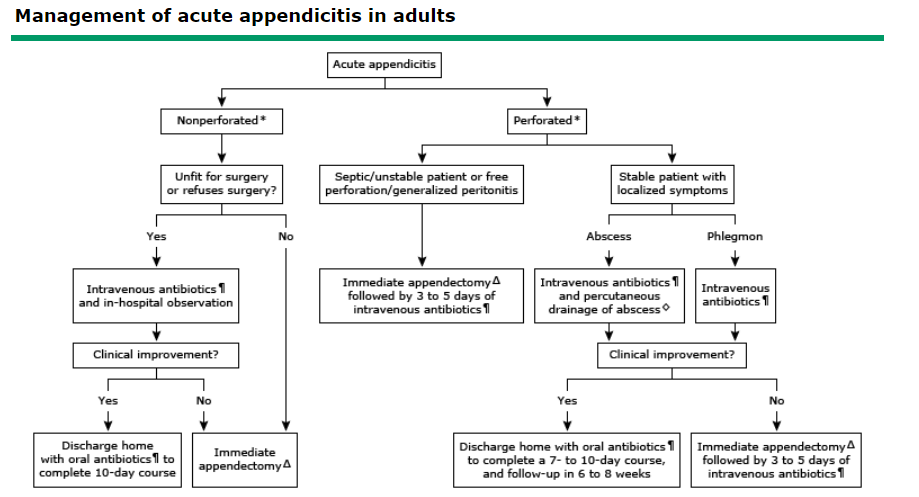 Management of acute appendicitis in adults
Acute appendicitis
Nonperforated*
Perforated*
Unfit for surgery
or refuses surgery?
Septic/unstable patient or free
perforation/generalized peritonitis
Stable patient with
localized symptoms
Yes
No
Abscess
Phlegmon
Intravenous antibiotics¶
and in-hospital observation
Immediate appendectomyΔ
followed by 3 to 5 days of
intravenous antibiotics¶
Intravenous antibiotics¶
and percutaneous
drainage of abscess◊
Intravenous
antibiotics¶
Clinical improvement?
Clinical improvement?
Yes
No
Yes
No
Discharge home
with oral antibiotics¶ to
complete 10-day course
Immediate
appendectomyΔ
Discharge home with oral antibiotics¶
to complete a 7- to 10-day course,
and follow-up in 6 to 8 weeks
Immediate appendectomyΔ
followed by 3 to 5 days of
intravenous antibiotics¶